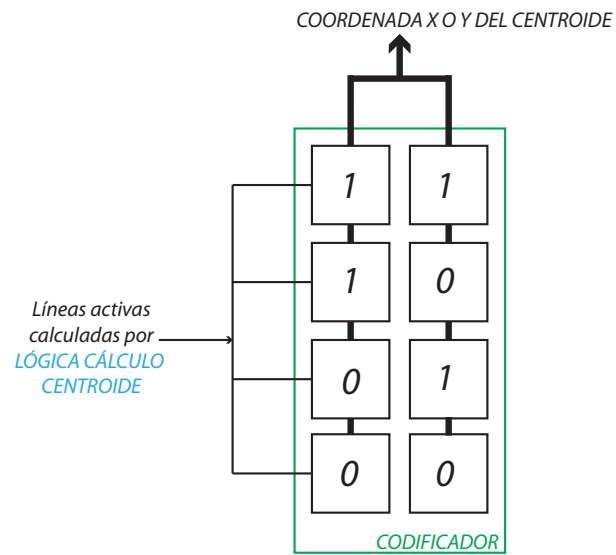 COORDENADA X O Y DEL CENTROIDE
1 1
1 0
Líneas activas
calculadas por
LÓGICA CÁLCULO
CENTROIDE
0 1
0 0
CODIFICADOR